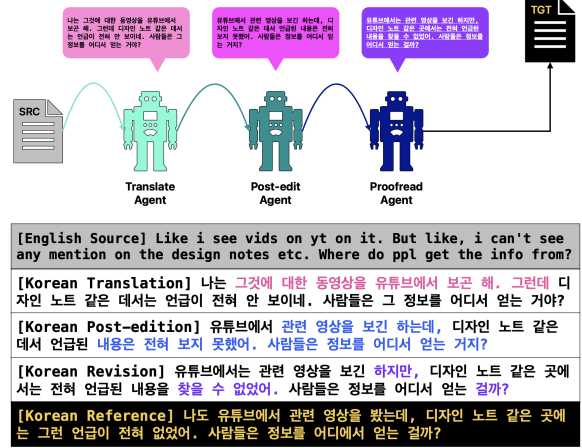 나는 그것에 대한 동영상을 유튜브에서
보곤 해. 그런데 디자인 노트 같은 데서
는 언급이 전혀 안 보이네. 사람들은 그
정보를 어디서 얻는 거야?
유튜브에서 관련 영상을 보긴 하는데, 디
자인 노트 같은 데서 언급된 내용은 전혀
보지 못했어. 사람들은 정보를 어디서 얻
는 거지?
유튜브에서는 관련 영상을 보긴 하지만,
디자인 노트 같은 곳에서는 전혀 언급된
내용을 찾을 수 없었어. 사람들은 정보를
어디서 얻는 걸까?
TGT
SRC
Translate
Agent
Post-edit
Agent
Proofread
Agent
[English Source] Like i see vids on yt on it. But like, i can't see
any mention on the design notes etc. Where do ppl get the info from?
[Korean Translation] 나는 그것에 대한 동영상을 유튜브에서 보곤 해. 그런데 디
자인 노트 같은 데서는 언급이 전혀 안 보이네. 사람들은 그 정보를 어디서 얻는 거야?
[Korean Post-edition] 유튜브에서 관련 영상을 보긴 하는데, 디자인 노트 같은
데서 언급된 내용은 전혀 보지 못했어. 사람들은 정보를 어디서 얻는 거지?
[Korean Revision] 유튜브에서는 관련 영상을 보긴 하지만, 디자인 노트 같은 곳에
서는 전혀 언급된 내용을 찾을 수 없었어. 사람들은 정보를 어디서 얻는 걸까?
[Korean Reference] 나도 유튜브에서 관련 영상을 봤는데, 디자인 노트 같은 곳에
는 그런 언급이 전혀 없었어. 사람들은 정보를 어디에서 얻는 걸까?